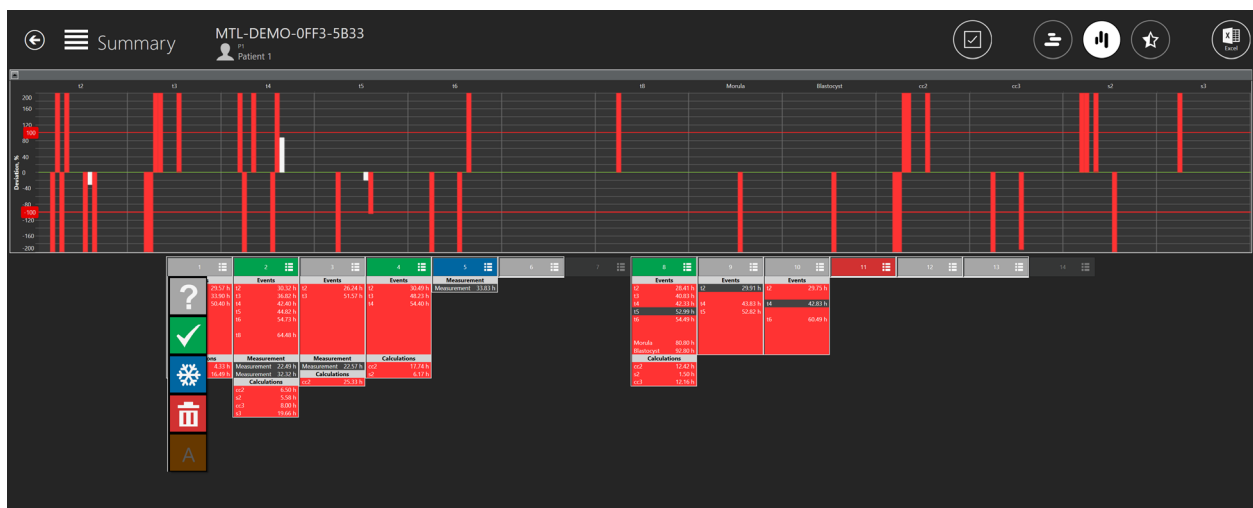 Summary
MTL-DEMO-0FF3-5B33
P1
Patient 1
Excel
t2 t3 t4 t5 t6 t8 Morula Blastocyst cc2 cc3 s2 s3
Deviation, %
200
160
120
100
80
40
0
-40
-80
-100
-120
-160
-200
1 2 3 4 5 6 7 8 9 10 11 12 13 14
Events Events Events Measurement Events Events Events
29.57 h t2 30.32 h t2 26.24 h t2 30.49 h Measurement 33.83 h t2 28.41 h t2 29.91 h t2 29.75 h
33.90 h t3 36.82 h t3 51.57 h t3 48.23 h t3 40.83 h
50.40 h t4 42.40 h t4 54.40 h t4 42.33 h t4 43.83 h t4 42.83 h
t5 44.82 h t5 52.99 h t5 52.82 h
t6 54.73 h t6 54.49 h t6 60.49 h
t8 64.48 h
Morula 80.80 h
Blastocyst 92.80 h
ons Measurement Measurement Calculations Calculations
4.33 h Measurement 22.49 h Measurement 22.57 h cc2 17.74 h cc2 12.42 h
16.49 h Measurement 32.32 h Calculations s2 6.17 h s2 1.50 h
Calculations cc2 25.33 h cc3 12.16 h
cc2 6.50 h
s2 5.58 h
cc3 8.00 h
s3 19.66 h
?
A